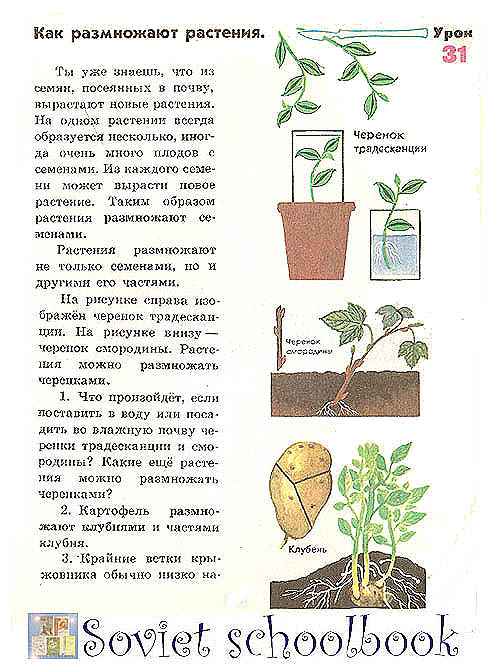 Как размножают растения.
Урок
31
Ты уже знаешь, что из
семян, посеянных в почву,
вырастают новые растения.
На одном растении всегда
образуется несколько, иног-
да очень много плодов с
семенами. Из каждого семе-
ни может вырасти новое
растение. Таким образом
растения размножают се-
менами.
Растения размножают
не только семенами, но и
другими его частями.
На рисунке справа изо-
бражён черенок традескан-
ции. На рисунке внизу —
черенок смородины. Расте-
ния можно размножать
черенками.
1. Что произойдёт, если
поставить в воду или поса-
дить во влажную почву че-
ренки традесканции и смо-
родины? Какие ещё расте-
ния можно размножать
черенками?
2. Картофель размно-
жают клубнями и частями
клубня.
3. Крайние ветки кры-
жовника обычно низко на-
Черенок
традесканции
Черенок
смородины
Клубень
Soviet schoolbook